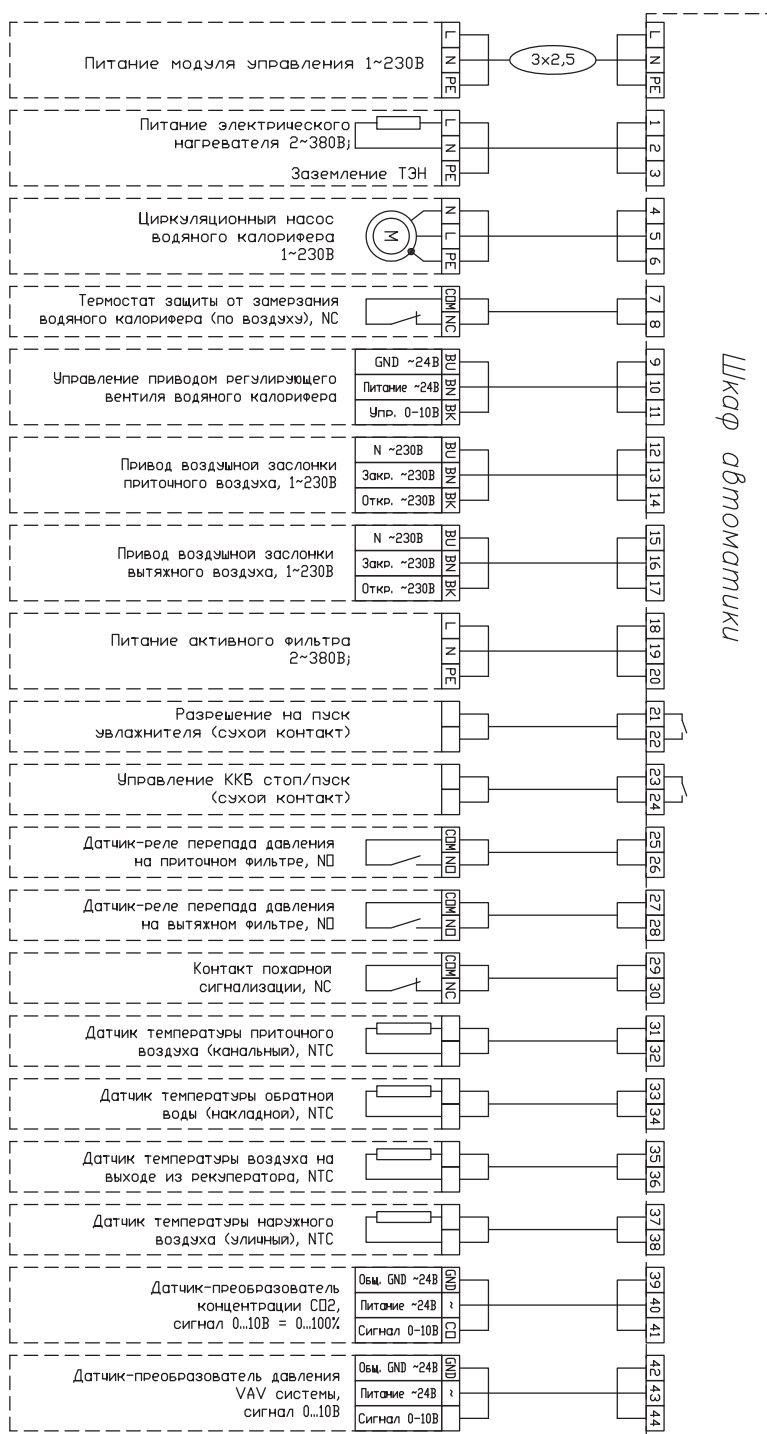 Питание модуля управления 1~230В
L
N
PE
3х2,5
L
N
PE
Питание электрического
нагревателя 2~380В;
Заземление ТЭН
L
N
PE
1
2
3
Циркуляционный насос
водяного калорифера
1~230В
M
N
L
PE
4
5
6
Термостат защиты от замерзания
водяного калорифера (по воздуху), NC
COM
NC
7
8
Управление приводом регулирующего
вентиля водяного калорифера
GND ~24В BU
Питание ~24В BN
Упр. 0-10В BK
9
10
11
Привод воздушной заслонки
приточного воздуха, 1~230В
N ~230В BU
Закр. ~230В BN
Откр. ~230В BK
12
13
14
Привод воздушной заслонки
вытяжного воздуха, 1~230В
N ~230В BU
Закр. ~230В BN
Откр. ~230В BK
15
16
17
Питание активного фильтра
2~380В;
L
N
PE
18
19
20
Разрешение на пуск
увлажнителя (сухой контакт)
21
22
Управление ККБ стоп/пуск
(сухой контакт)
23
24
Датчик-реле перепада давления
на приточном фильтре, NO
COM
NO
25
26
Датчик-реле перепада давления
на вытяжном фильтре, NO
COM
NO
27
28
Контакт пожарной
сигнализации, NC
COM
NC
29
30
Датчик температуры приточного
воздуха (канальный), NTC
31
32
Датчик температуры обратной
воды (накладной), NTC
33
34
Датчик температуры воздуха на
выходе из рекуператора, NTC
35
36
Датчик температуры наружного
воздуха (уличный), NTC
37
38
Датчик-преобразователь
концентрации CO2,
сигнал 0...10В = 0...100%
Общ. GND ~24В GND
Питание ~24В ~
Сигнал 0-10В CO
39
40
41
Датчик-преобразователь давления
VAV системы,
сигнал 0...10В
Общ. GND ~24В GND
Питание ~24В ~
Сигнал 0-10В
42
43
44
Шкаф автоматики